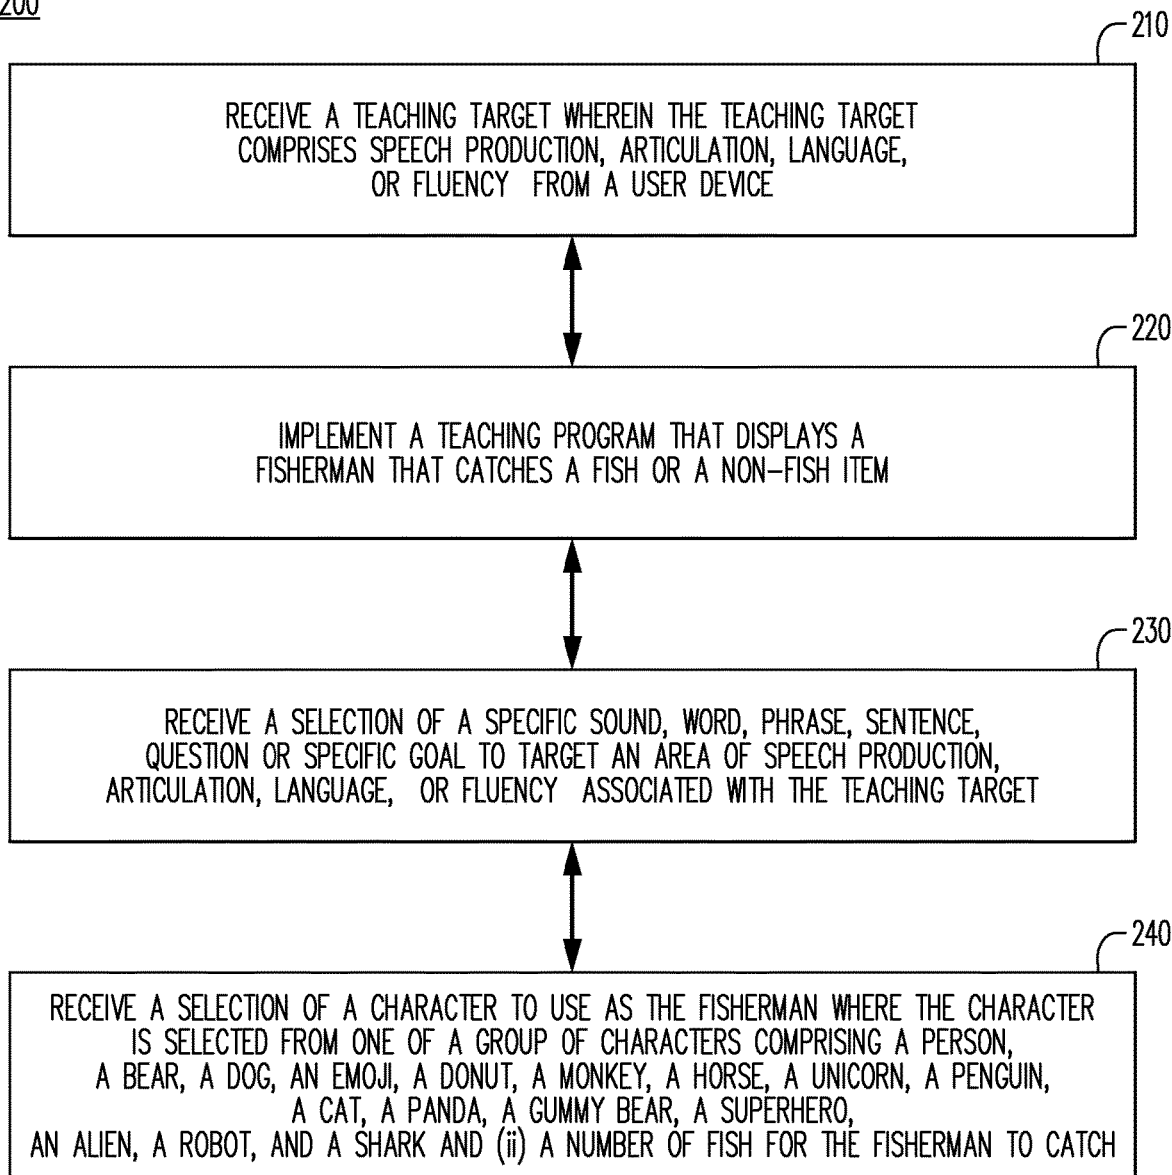 200
210
RECEIVE A TEACHING TARGET WHEREIN THE TEACHING TARGET
COMPRISES SPEECH PRODUCTION, ARTICULATION, LANGUAGE,
OR FLUENCY FROM A USER DEVICE
220
IMPLEMENT A TEACHING PROGRAM THAT DISPLAYS A
FISHERMAN THAT CATCHES A FISH OR A NON-FISH ITEM
230
RECEIVE A SELECTION OF A SPECIFIC SOUND, WORD, PHRASE, SENTENCE,
QUESTION OR SPECIFIC GOAL TO TARGET AN AREA OF SPEECH PRODUCTION,
ARTICULATION, LANGUAGE, OR FLUENCY ASSOCIATED WITH THE TEACHING TARGET
240
RECEIVE A SELECTION OF A CHARACTER TO USE AS THE FISHERMAN WHERE THE CHARACTER
IS SELECTED FROM ONE OF A GROUP OF CHARACTERS COMPRISING A PERSON,
A BEAR, A DOG, AN EMOJI, A DONUT, A MONKEY, A HORSE, A UNICORN, A PENGUIN,
A CAT, A PANDA, A GUMMY BEAR, A SUPERHERO,
AN ALIEN, A ROBOT, AND A SHARK AND (ii) A NUMBER OF FISH FOR THE FISHERMAN TO CATCH